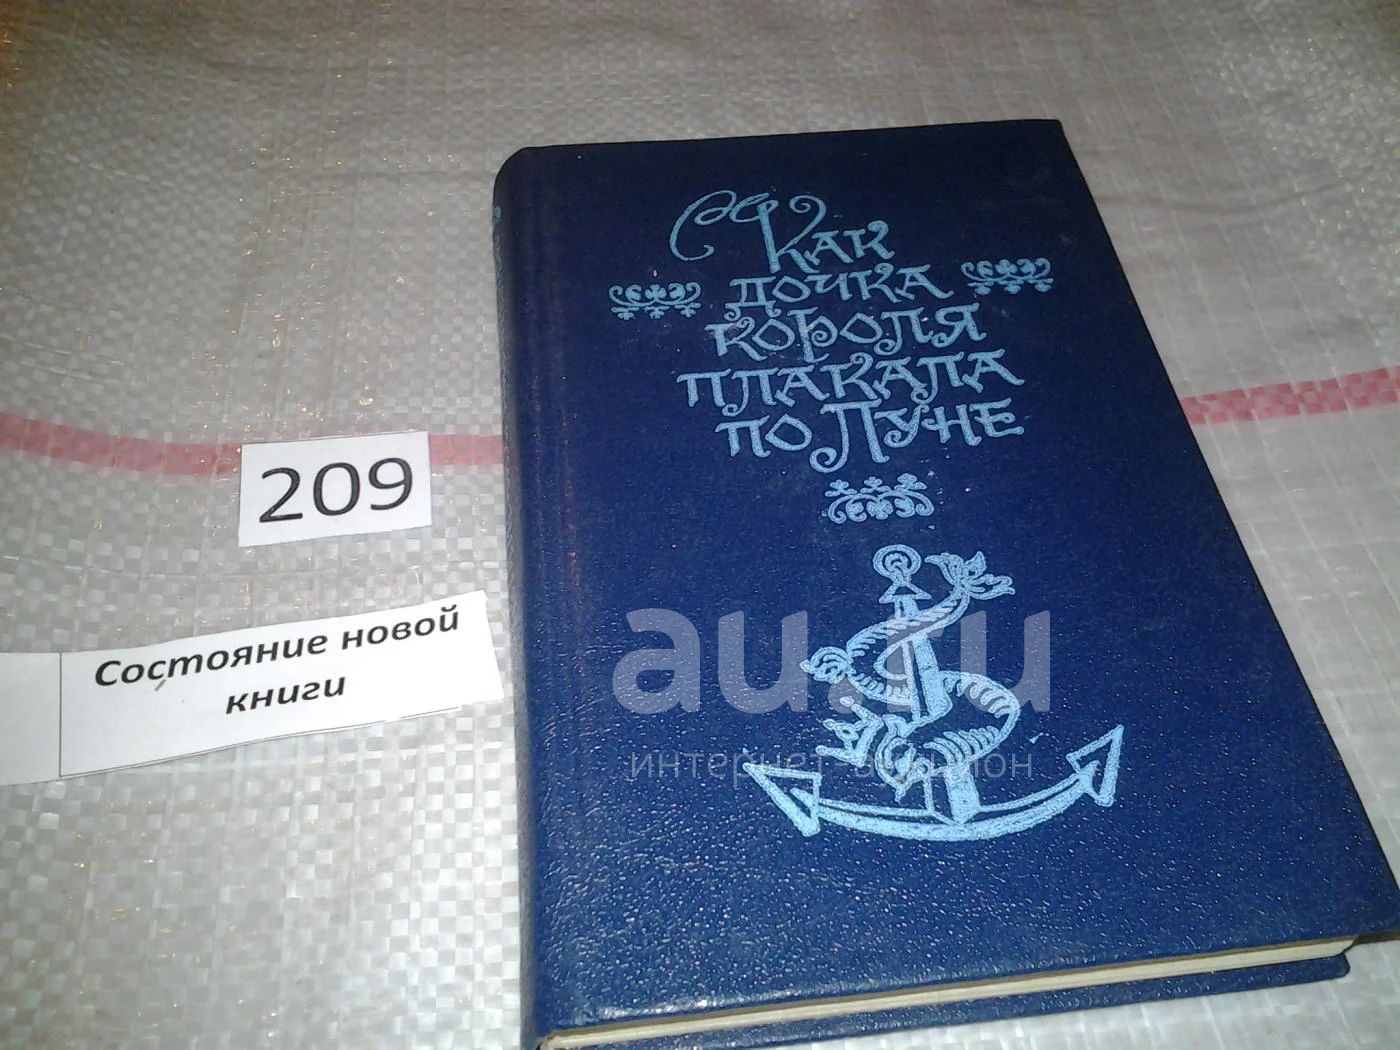 Как
дочка
короля
плакала
по Луне
209
Состояние новой
книги
au.ru
интернет аукцион